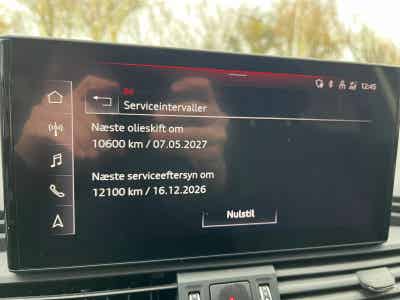 12:45
Serviceintervaller
Næste olieskift om
10600 km / 07.05.2027
Næste serviceeftersyn om
12100 km / 16.12.2026
Nulstil